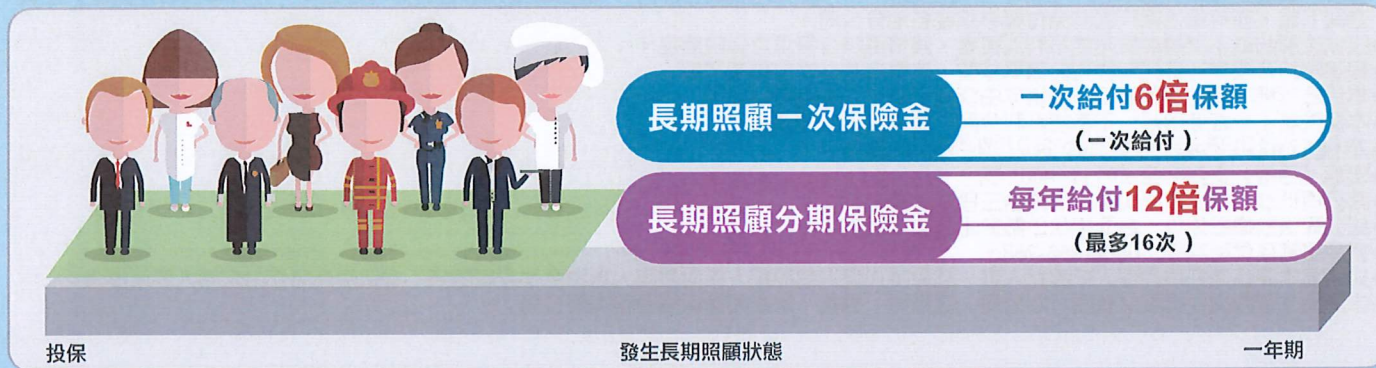 長期照顧一次保險金
一次給付6倍保額
(一次給付)
長期照顧分期保險金
每年給付12倍保額
(最多16次)
投保
發生長期照顧狀態
一年期